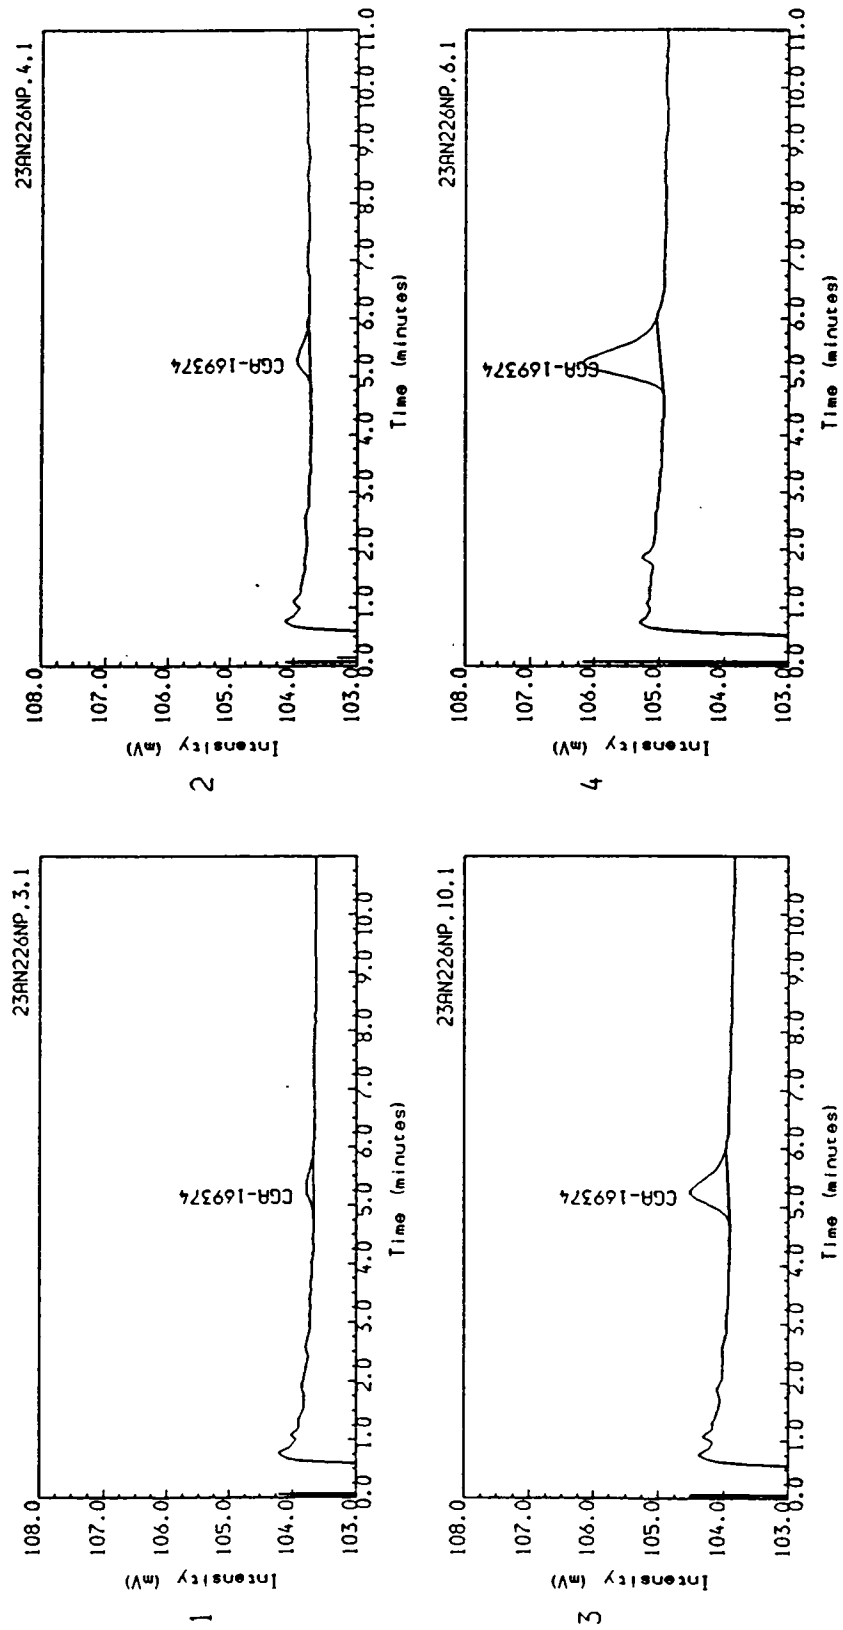 23AN226NP,3.1
108.0
107.0
106.0
105.0
104.0
103.0
Intensity (mV)
CGA-169374
0.0 1.0 2.0 3.0 4.0 5.0 6.0 7.0 8.0 9.0 10.0
Time (minutes)
1
23AN226NP,4.1
108.0
107.0
106.0
105.0
104.0
103.0
Intensity (mV)
CGA-169374
0.0 1.0 2.0 3.0 4.0 5.0 6.0 7.0 8.0 9.0 10.0 11.0
Time (minutes)
2
23AN226NP,10.1
108.0
107.0
106.0
105.0
104.0
103.0
Intensity (mV)
CGA-169374
0.0 1.0 2.0 3.0 4.0 5.0 6.0 7.0 8.0 9.0 10.0
Time (minutes)
3
23AN226NP,6.1
108.0
107.0
106.0
105.0
104.0
103.0
Intensity (mV)
CGA-169374
0.0 1.0 2.0 3.0 4.0 5.0 6.0 7.0 8.0 9.0 10.0 11.0
Time (minutes)
4